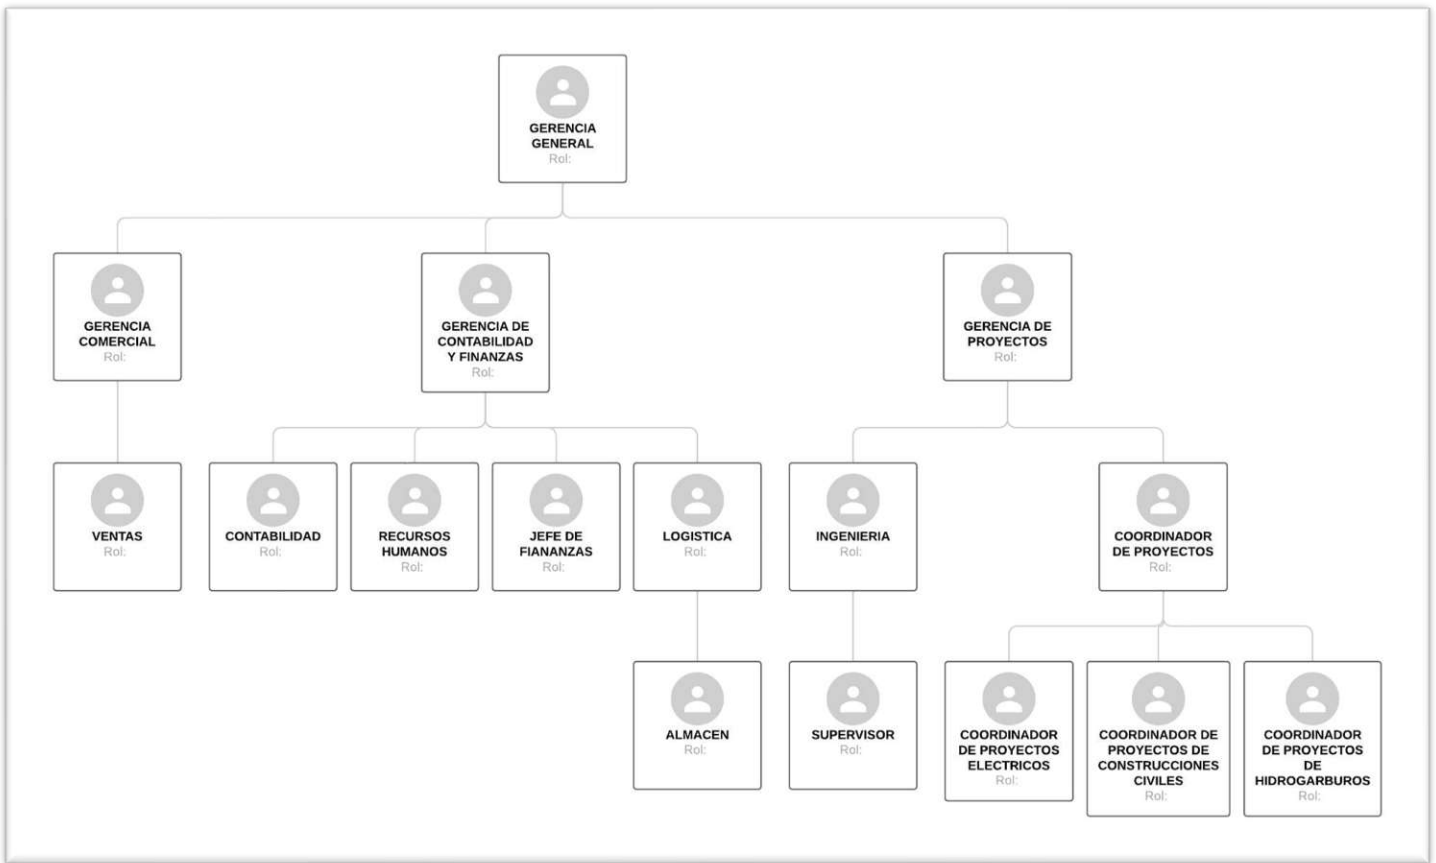 GERENCIA
GENERAL
Rol:
GERENCIA
COMERCIAL
Rol:
GERENCIA DE
CONTABILIDAD
Y FINANZAS
Rol:
GERENCIA DE
PROYECTOS
Rol:
VENTAS
Rol:
CONTABILIDAD
Rol:
RECURSOS
HUMANOS
Rol:
JEFE DE
FIANANZAS
Rol:
LOGISTICA
Rol:
INGENIERIA
Rol:
COORDINADOR
DE PROYECTOS
Rol:
ALMACEN
Rol:
SUPERVISOR
Rol:
COORDINADOR
DE PROYECTOS
ELECTRICOS
Rol:
COORDINADOR DE
PROYECTOS DE
CONSTRUCCIONES
CIVILES
Rol:
COORDINADOR
DE PROYECTOS
DE
HIDROGARBUROS
Rol: